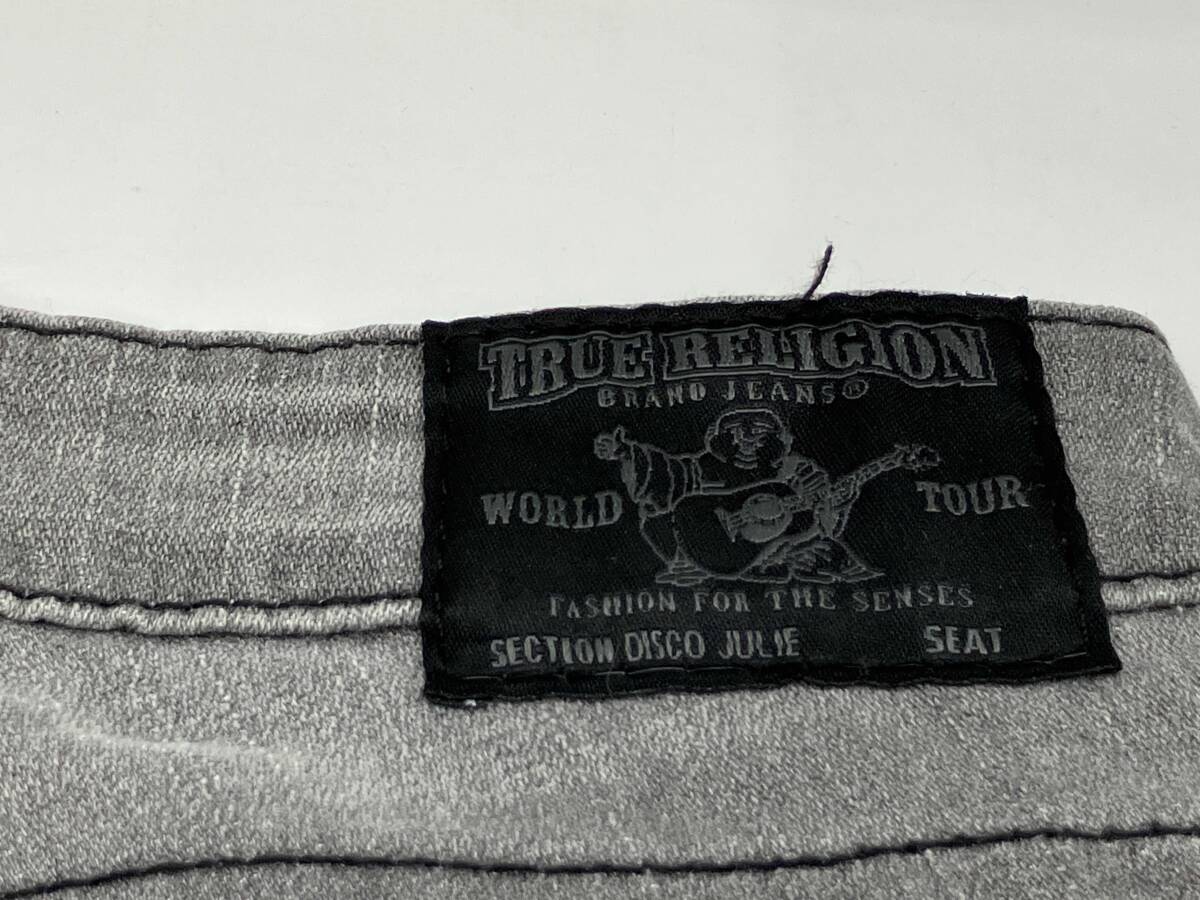 TRUE RELIGION
BRAND JEANS®
WORLD TOUR
FASHION FOR THE SENSES
SECTION DISCO JULIE SEAT